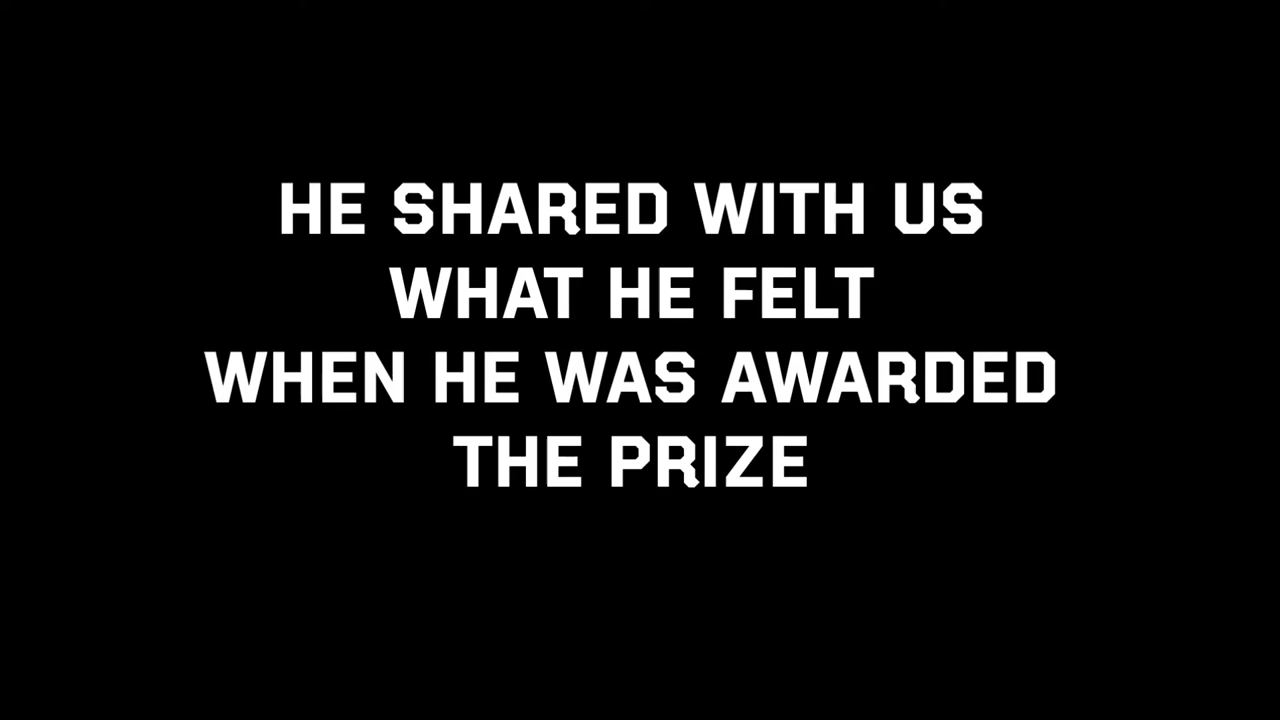 HE SHARED WITH US
WHAT HE FELT
WHEN HE WAS AWARDED
THE PRIZE